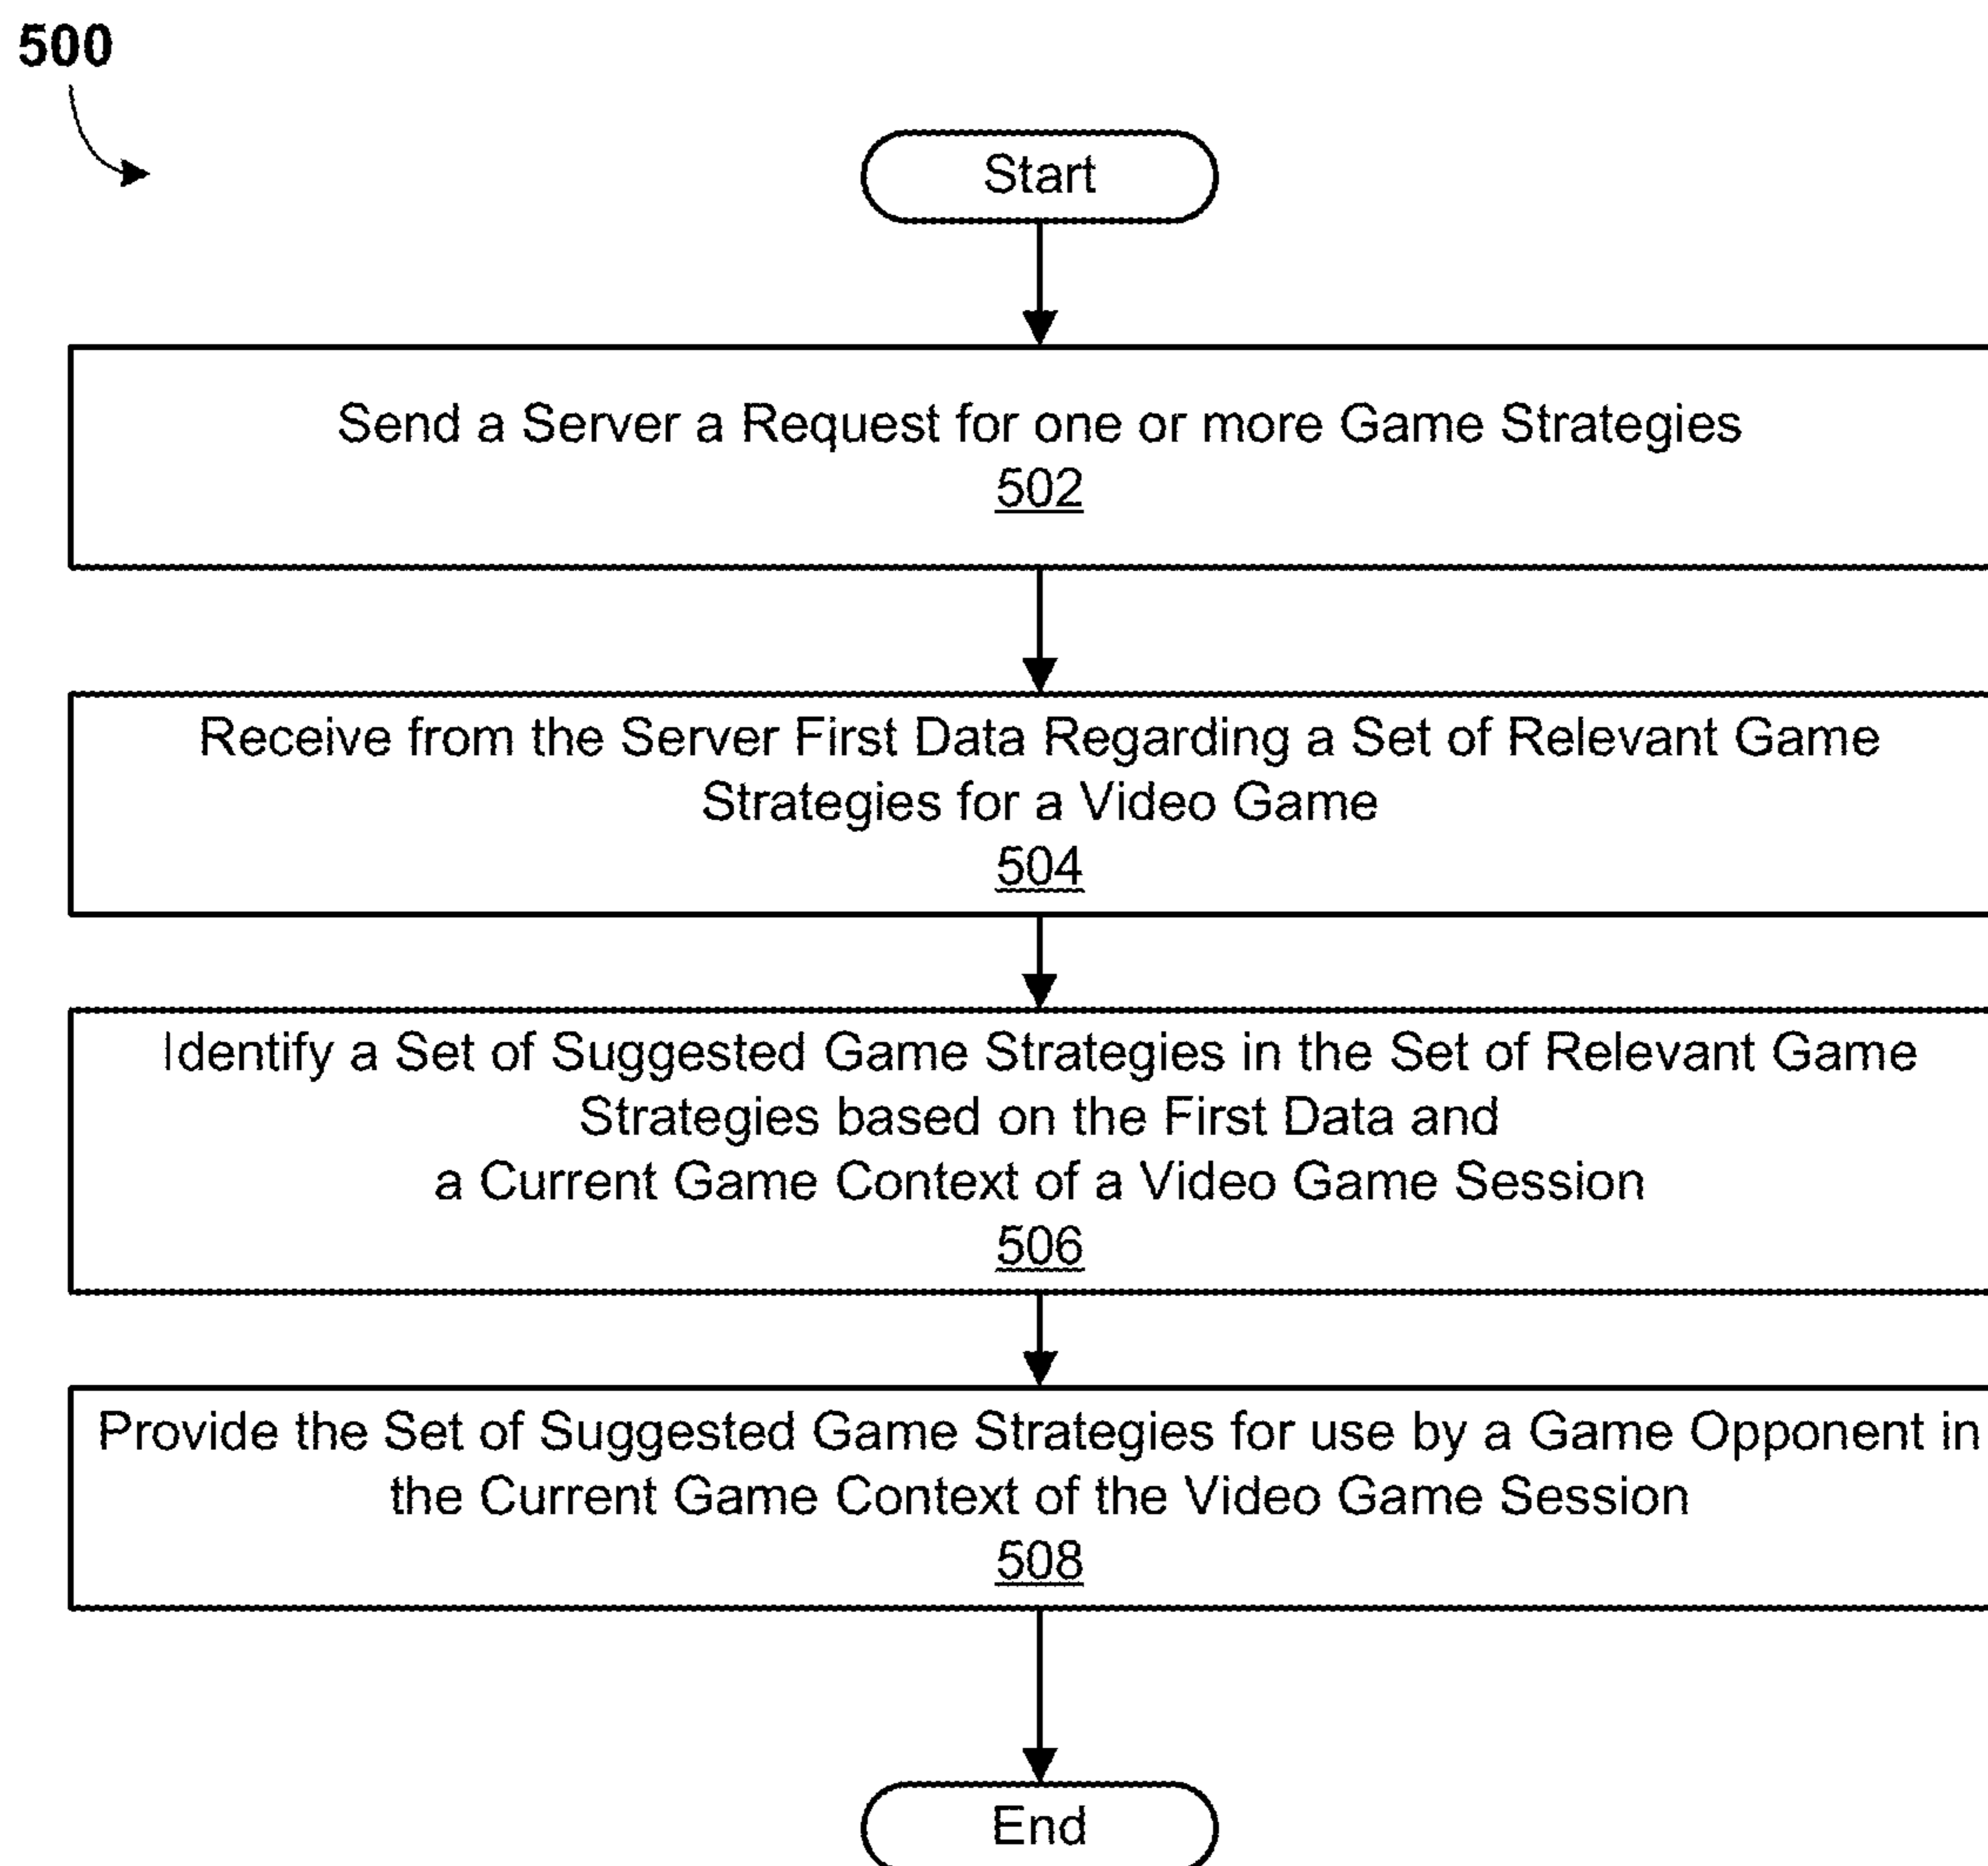 500
Start
Send a Server a Request for one or more Game Strategies
502
Receive from the Server First Data Regarding a Set of Relevant Game
Strategies for a Video Game
504
Identify a Set of Suggested Game Strategies in the Set of Relevant Game
Strategies based on the First Data and
a Current Game Context of a Video Game Session
506
Provide the Set of Suggested Game Strategies for use by a Game Opponent in
the Current Game Context of the Video Game Session
508
End